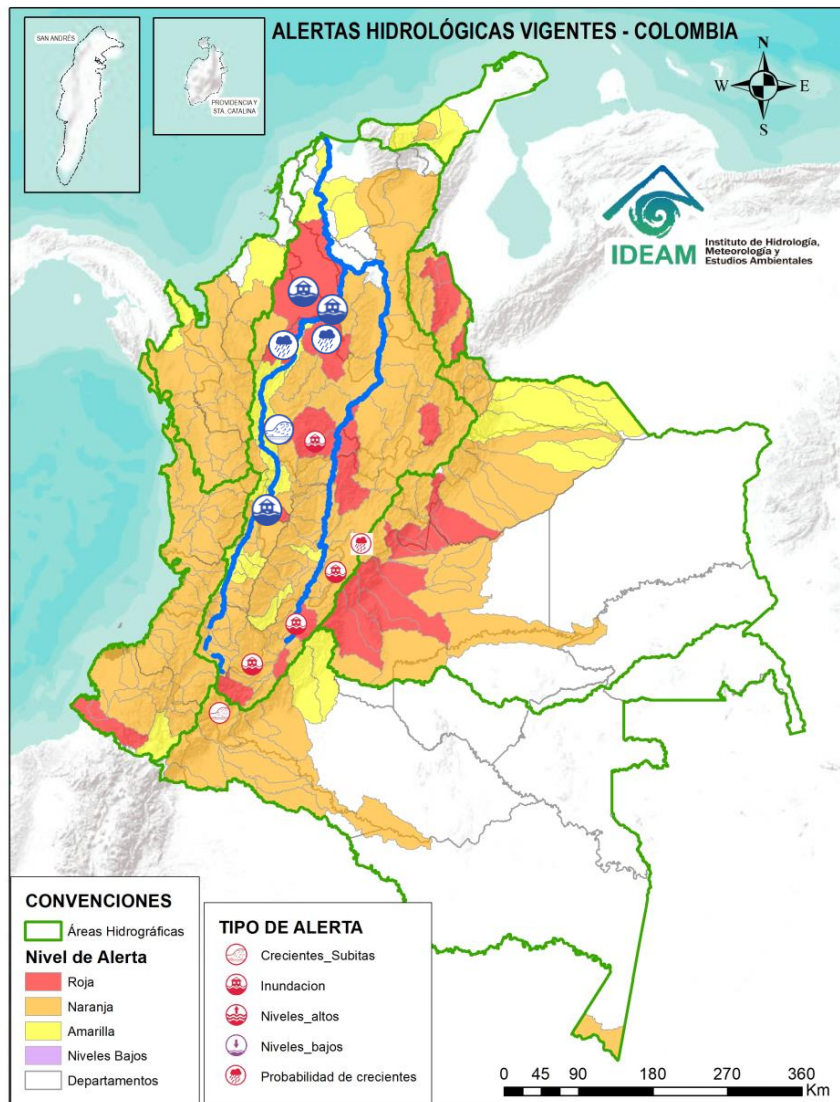 ALERTAS HIDROLÓGICAS VIGENTES - COLOMBIA
SAN ANDRÉS
PROVIDENCIA Y
STA. CATALINA
N
W
E
S
IDEAM
Instituto de Hidrología,
Meteorología y
Estudios Ambientales
CONVENCIONES
Áreas Hidrográficas
Nivel de Alerta
Roja
Naranja
Amarilla
Niveles Bajos
Departamentos
TIPO DE ALERTA
Crecientes_Subitas
Inundacion
Niveles_altos
Niveles_bajos
Probabilidad de crecientes
0 45 90 180 270 360
Km